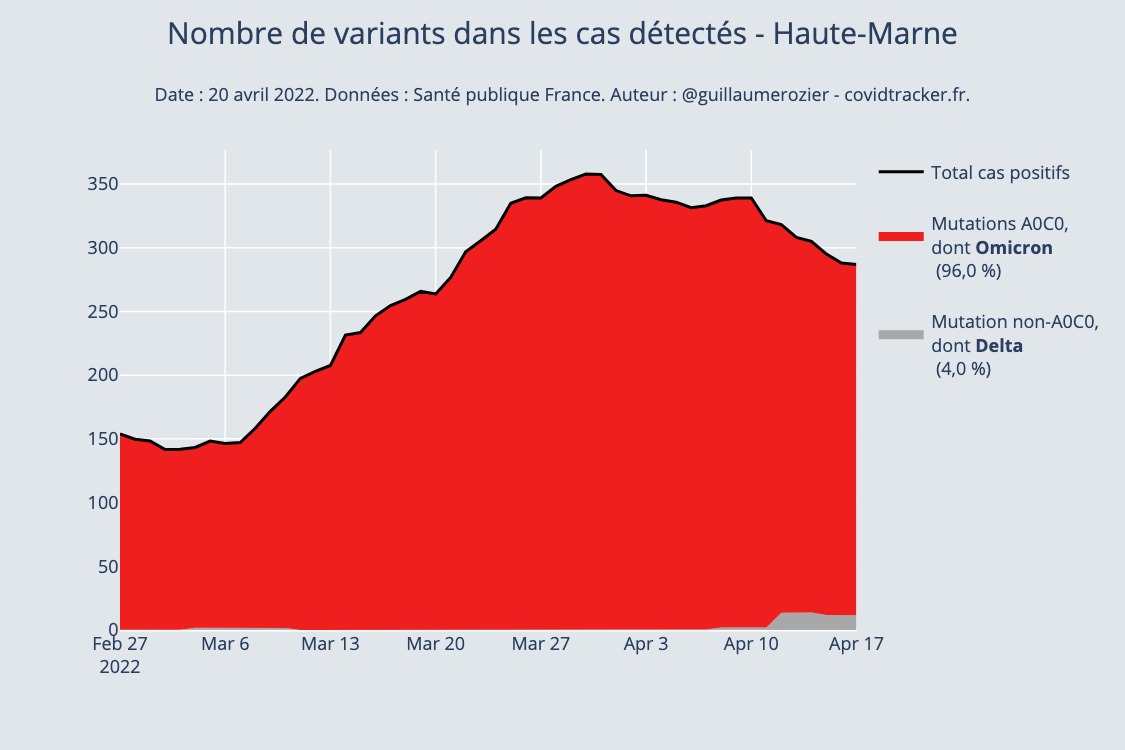 Nombre de variants dans les cas détectés - Haute-Marne
Date : 20 avril 2022. Données : Santé publique France. Auteur : @guillaumerozier - covidtracker.fr.
350
300
250
200
150
100
50
0
Feb 27
2022
Mar 6
Mar 13
Mar 20
Mar 27
Apr 3
Apr 10
Apr 17
Total cas positifs
Mutations A0C0,
dont Omicron
(96,0 %)
Mutation non-A0C0,
dont Delta
(4,0 %)